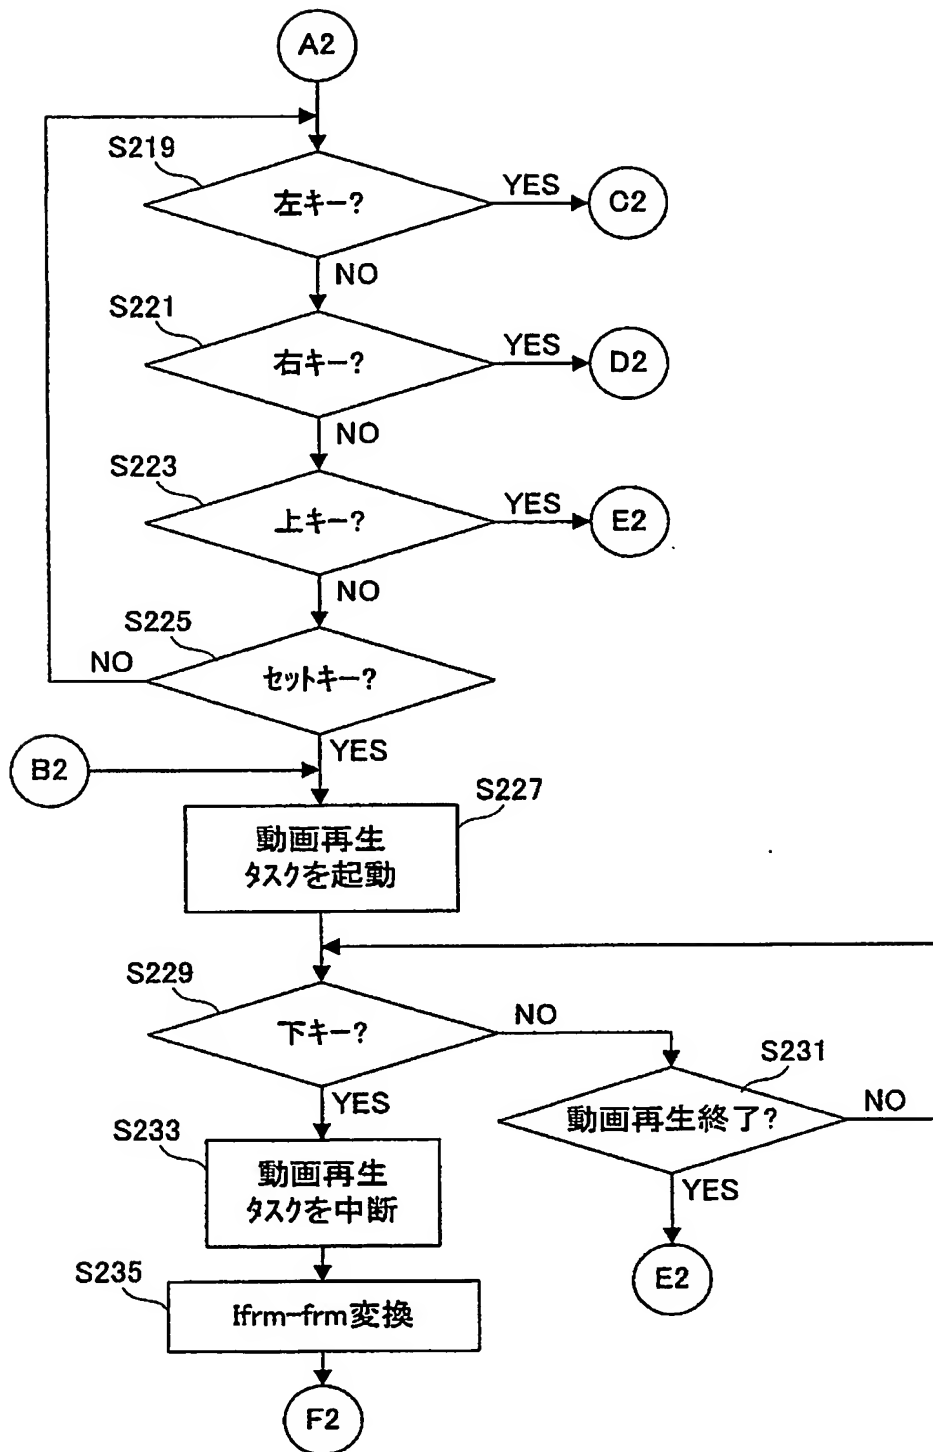 A2
S219
左キー?
YES
C2
NO
S221
右キー?
YES
D2
NO
S223
上キー?
YES
E2
NO
S225
NO
セットキー?
YES
B2
S227
動画再生
タスクを起動
S229
下キー?
NO
S231
動画再生終了?
NO
YES
S233
動画再生
タスクを中断
YES
E2
S235
Ifrm-frm変換
F2